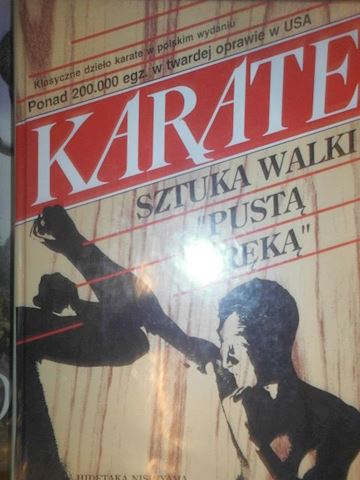 Klasyczne dzieło karate w polskim wydaniu
Ponad 200.000 egz. w twardej oprawie w USA
KARATE
SZTUKA WALKI
"PUSTĄ
RĘKĄ"
HIDETAKA NISHIYAMA